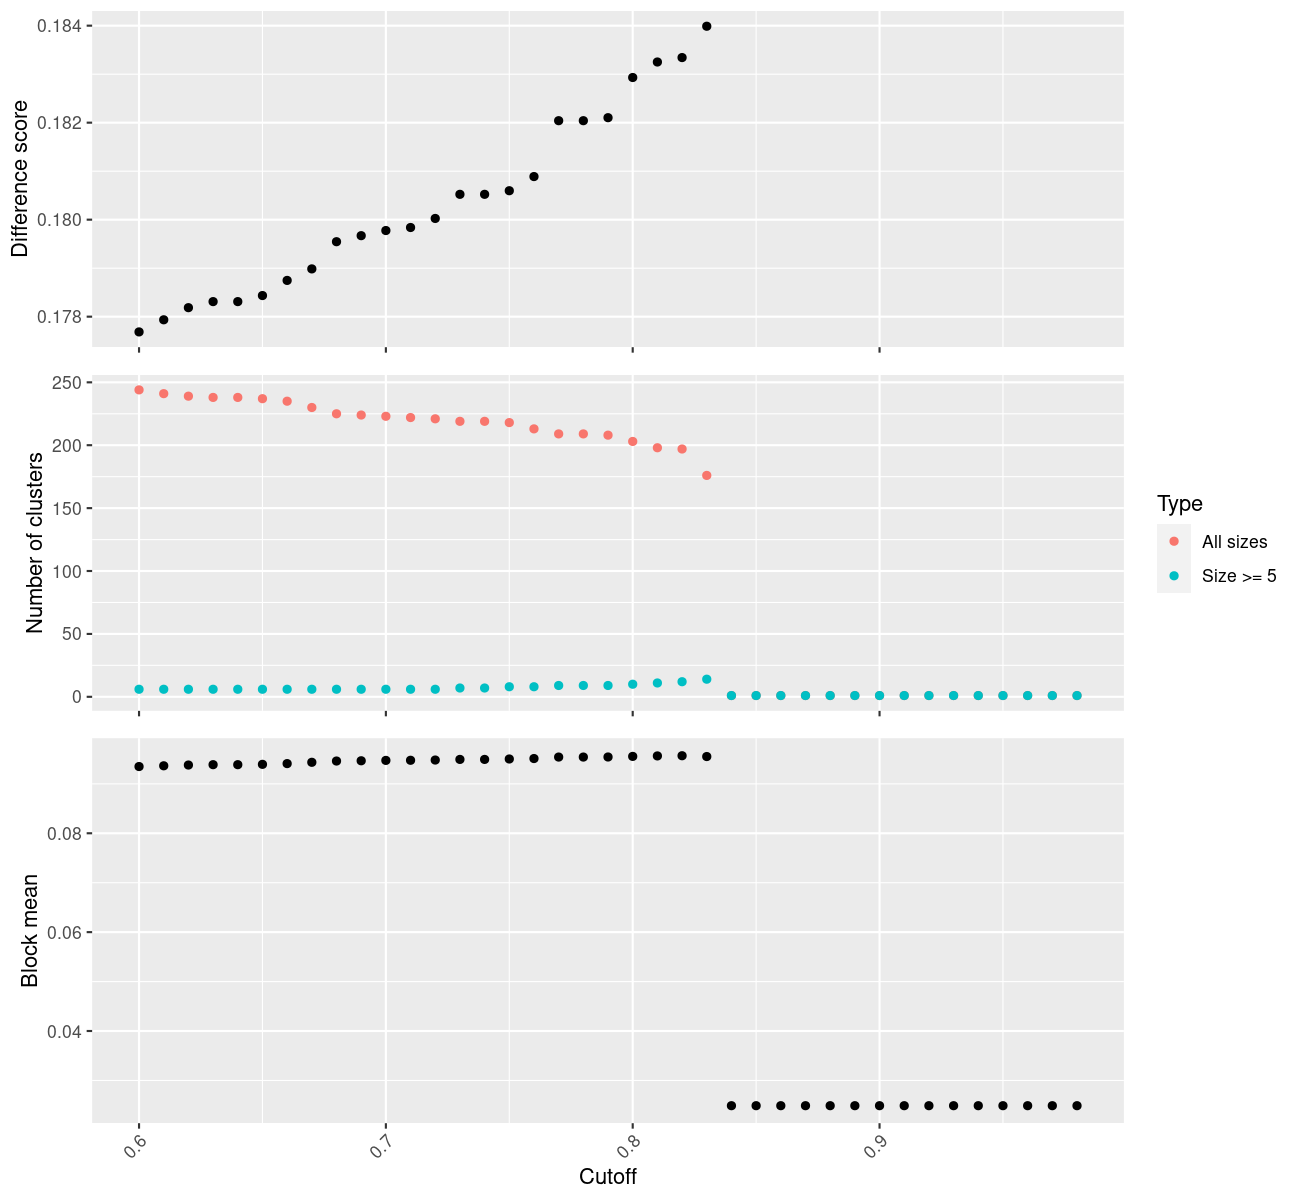 Difference score
0.184
0.182
0.180
0.178
Number of clusters
250
200
150
100
50
0
Type
All sizes
Size >= 5
Block mean
0.08
0.06
0.04
0.6
0.7
0.8
0.9
Cutoff